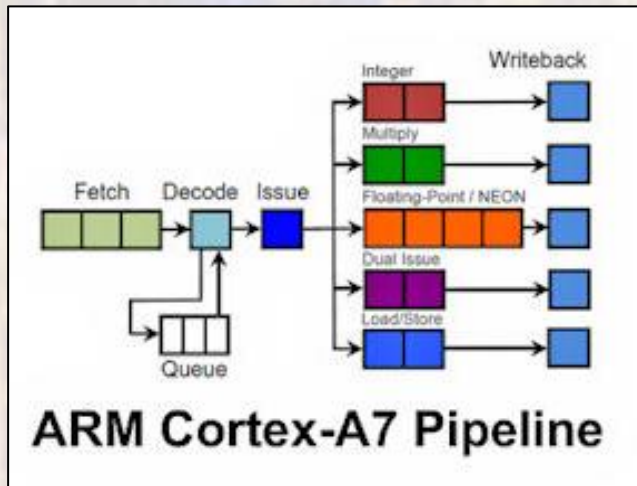 Integer
Writeback
Multiply
Fetch Decode Issue
Floating-Point / NEON
Dual Issue
Load/Store
Queue
ARM Cortex-A7 Pipeline